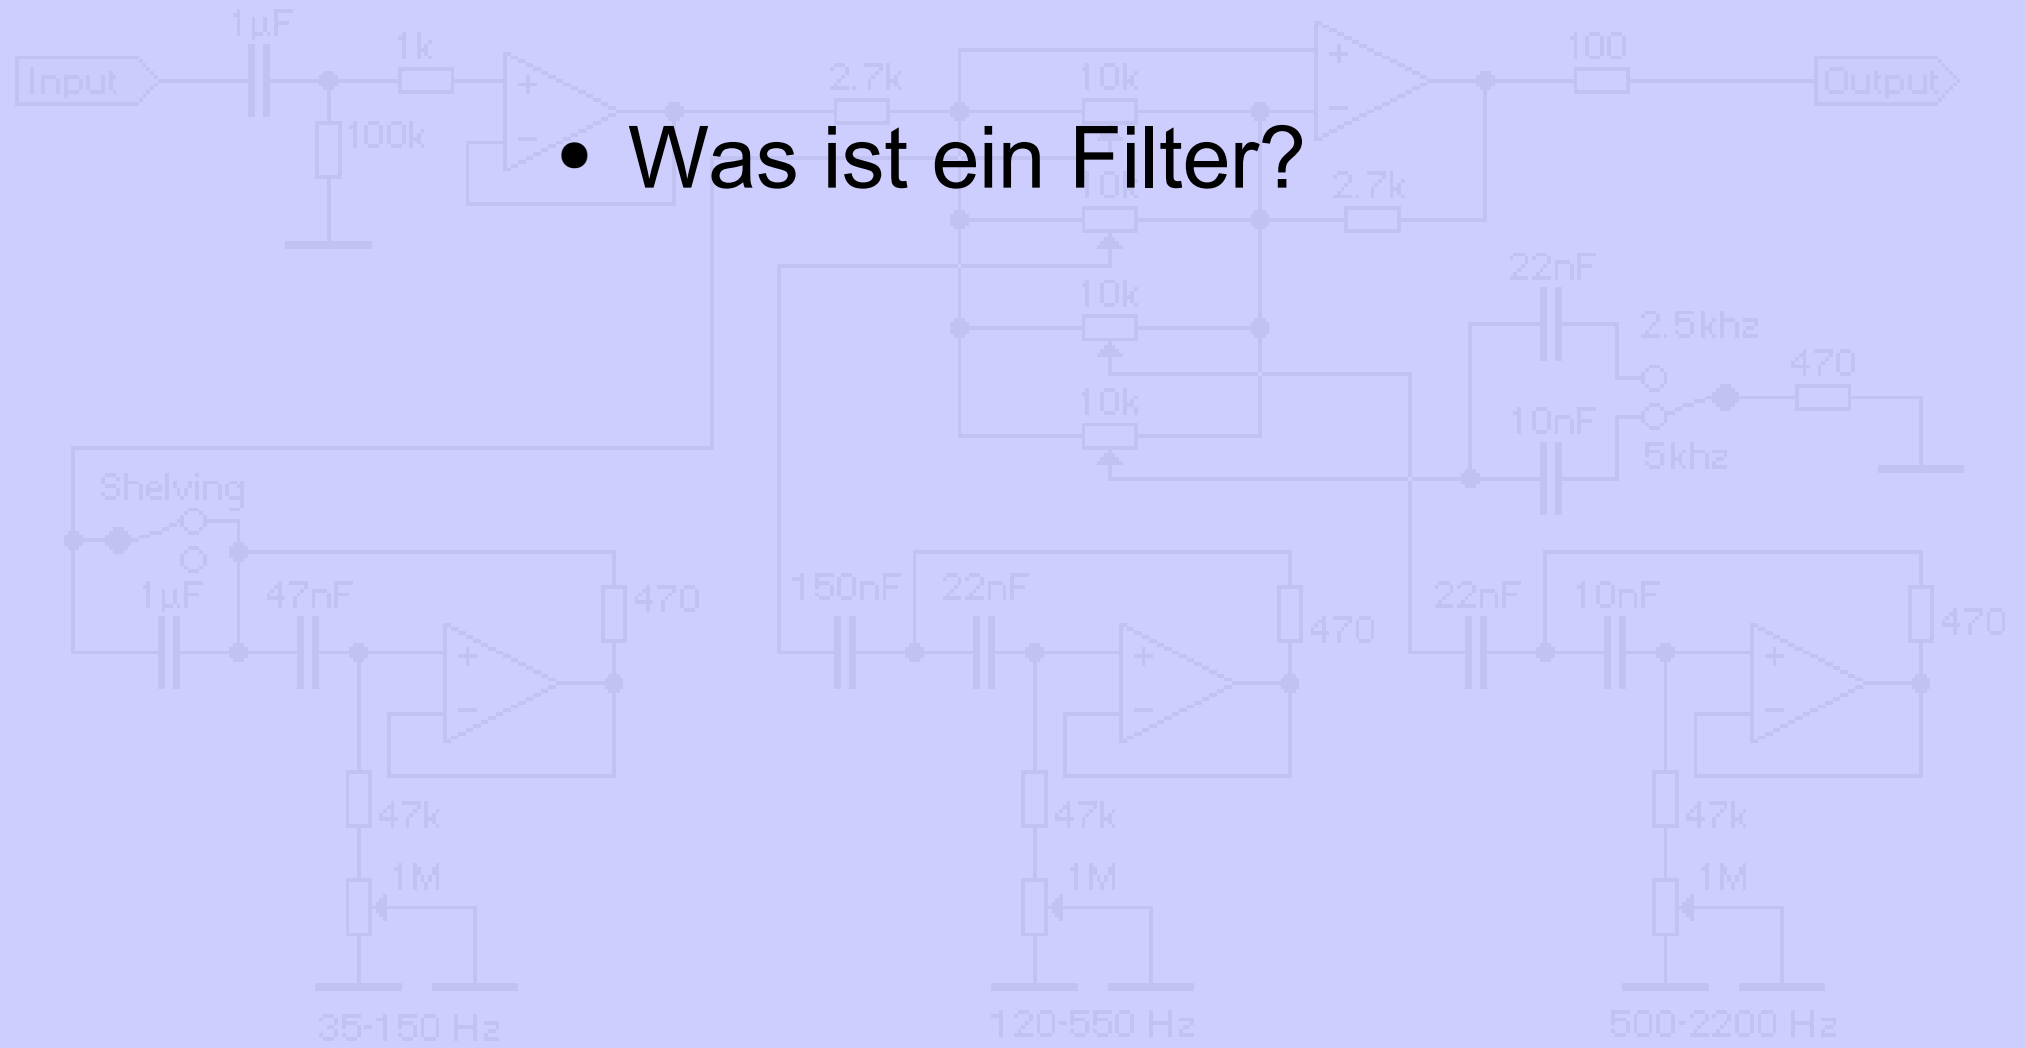 1µF
1k
100
Input
2.7k
10k
Output
100k
• Was ist ein Filter?
10k
2.7k
22nF
10k
2.5khz
470
10k
10nF
5khz
Shelving
1µF
47nF
470
150nF
22nF
470
22nF
10nF
470
47k
47k
47k
1M
1M
1M
35-150 Hz
120-550 Hz
500-2200 Hz